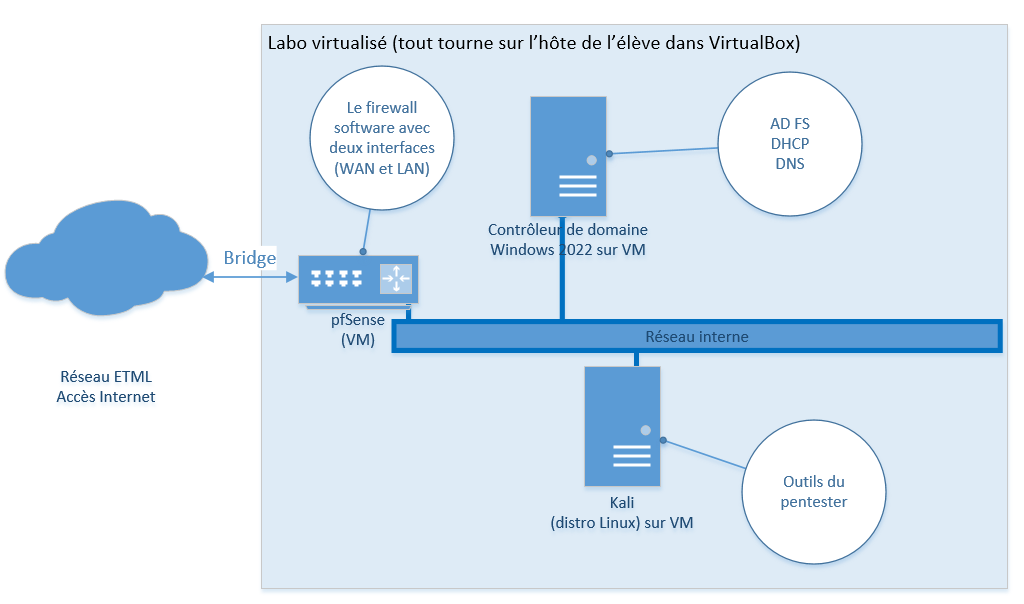 Labo virtualisé (tout tourne sur l'hôte de l'élève dans VirtualBox)
Le firewall
software avec
deux interfaces
(WAN et LAN)
AD FS
DHCP
DNS
Contrôleur de domaine
Windows 2022 sur VM
Bridge
pfSense
(VM)
Réseau interne
Réseau ETML
Accès Internet
Kali
(distro Linux) sur VM
Outils du
pentester